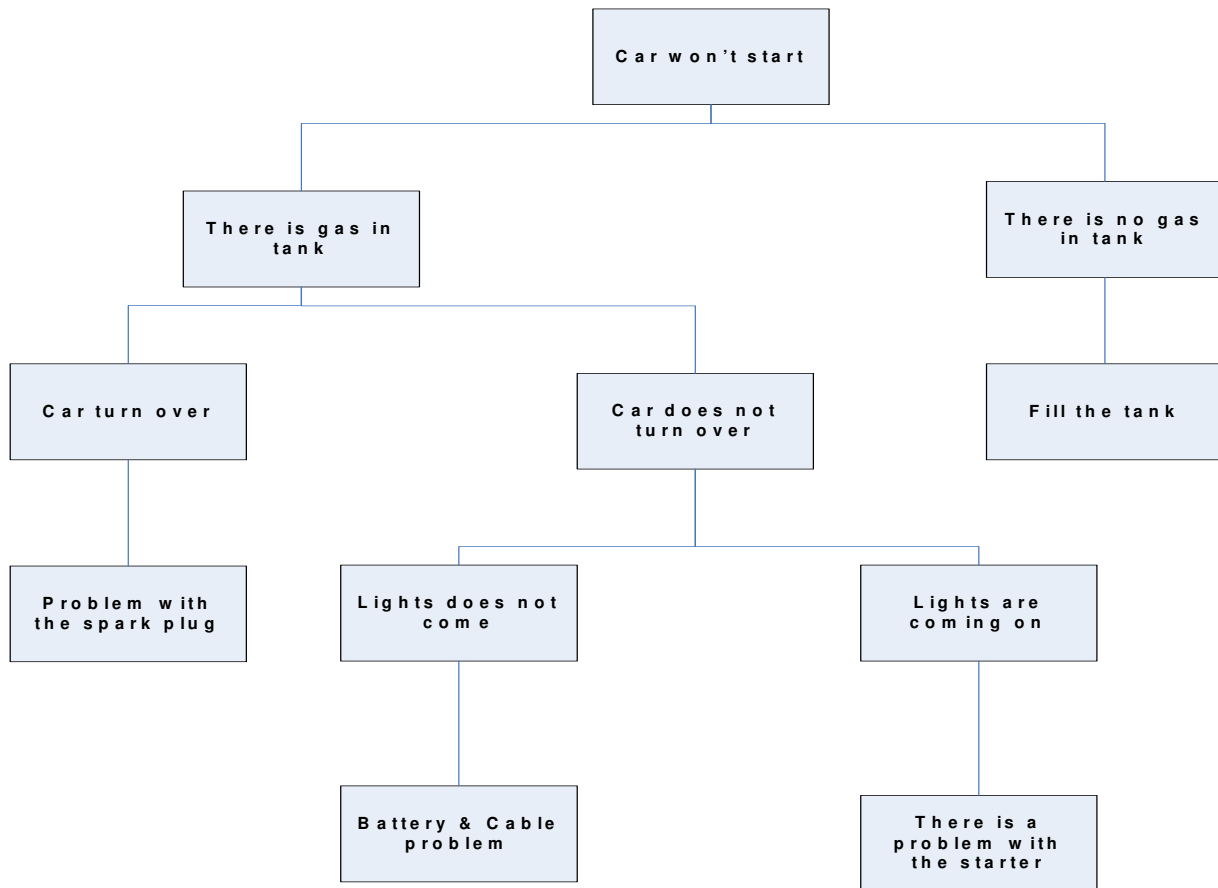 Car won't start
There is gas in
tank
There is no gas
in tank
Car turn over
Car does not
turn over
Fill the tank
Problem with
the spark plug
Lights does not
come
Lights are
coming on
Battery & Cable
problem
There is a
problem with
the starter